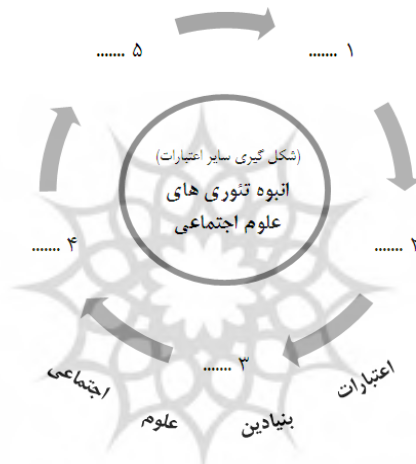 ۱ .......
۲ .......
۳ .......
۴ .......
۵ .......
(شکل گیری سایر اعتبارات)
انبوه تئوری های
علوم اجتماعی
اعتبارات بنیادین علوم اجتماعی